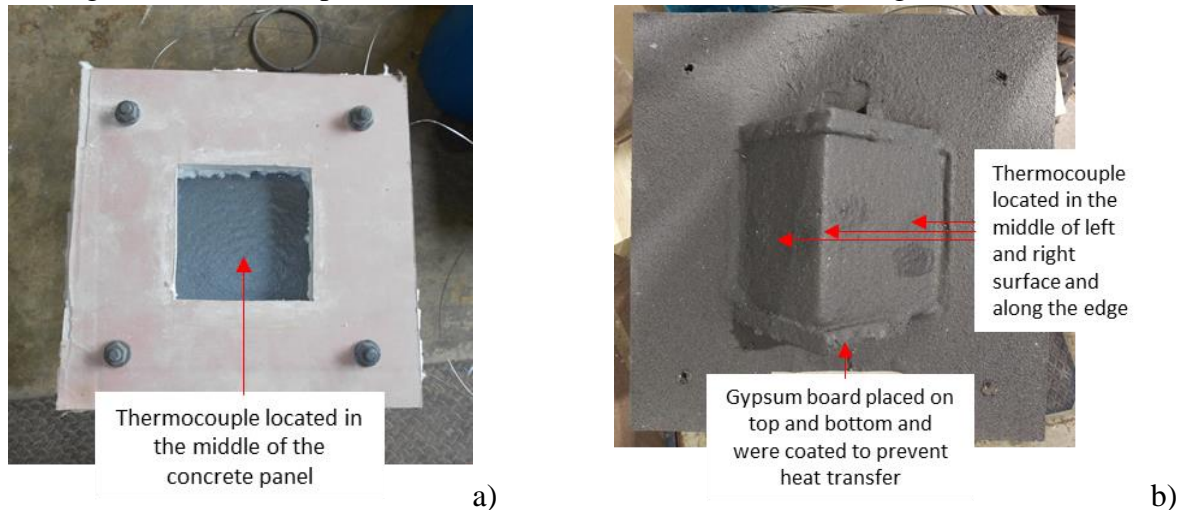 Thermocouple located in
the middle of the
concrete panel
a)
Thermocouple
located in the
middle of left
and right
surface and
along the edge
Gypsum board placed on
top and bottom and
were coated to prevent
heat transfer
b)